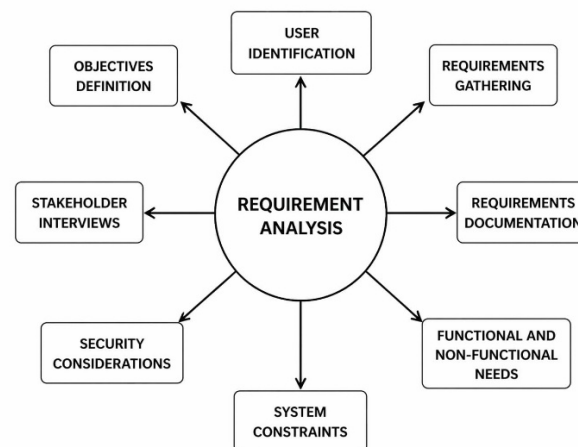 USER
IDENTIFICATION
OBJECTIVES
DEFINITION
REQUIREMENTS
GATHERING
STAKEHOLDER
INTERVIEWS
REQUIREMENT
ANALYSIS
REQUIREMENTS
DOCUMENTATION
SECURITY
CONSIDERATIONS
FUNCTIONAL AND
NON-FUNCTIONAL
NEEDS
SYSTEM
CONSTRAINTS